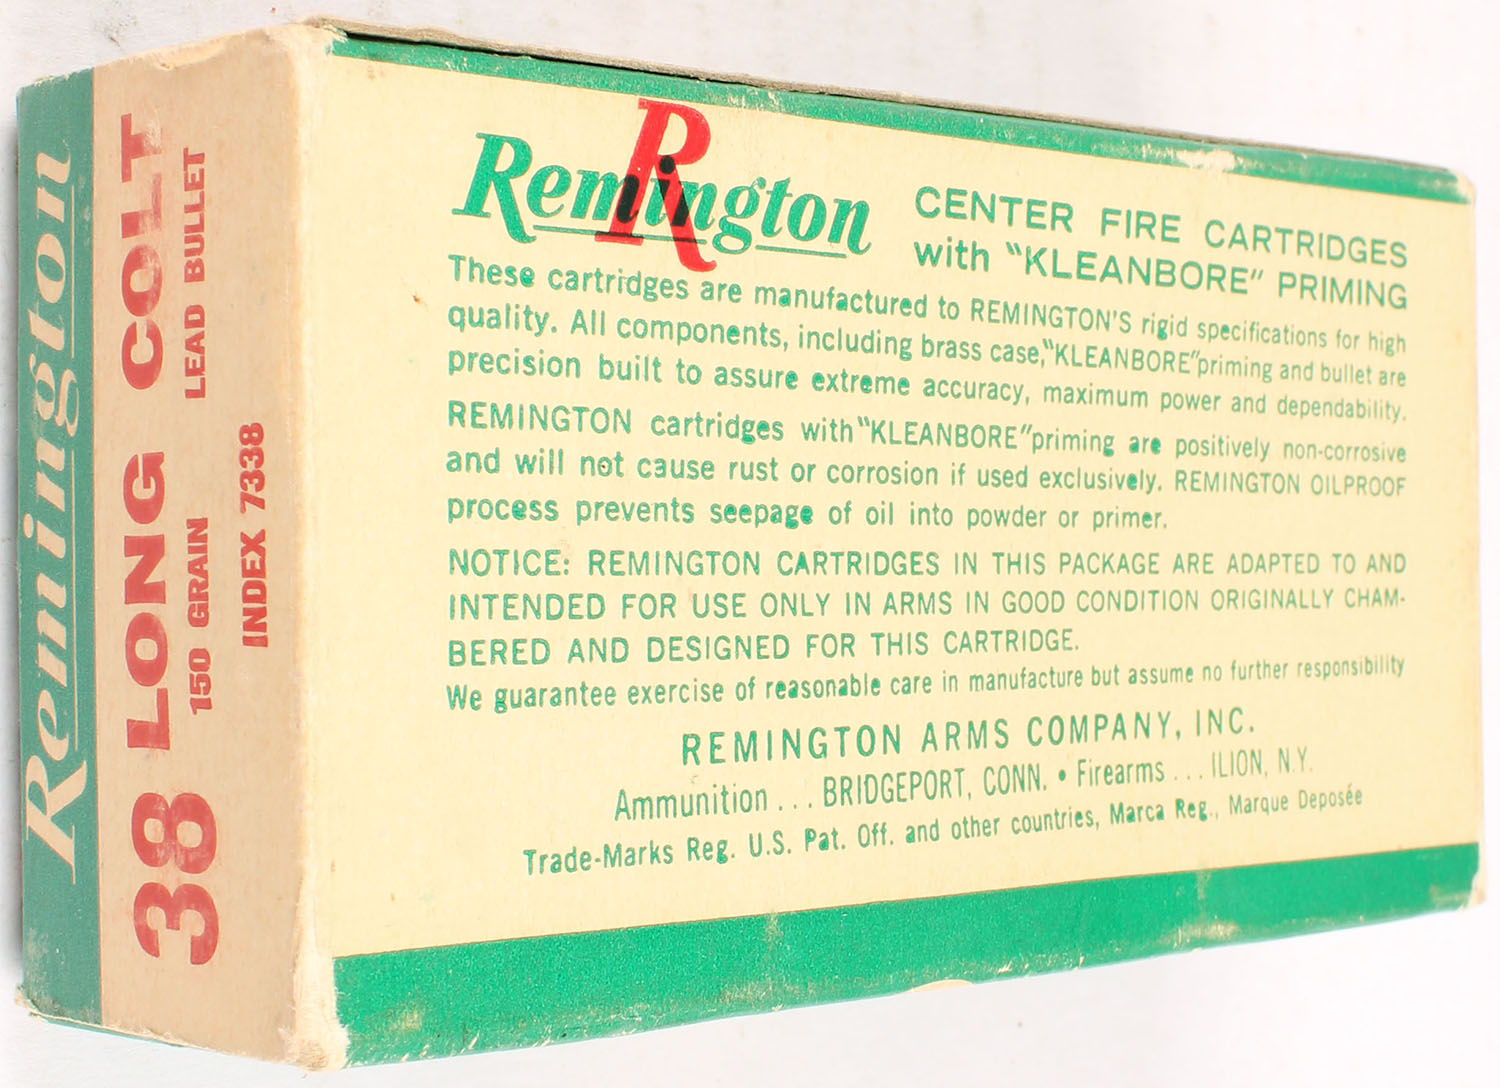 Remington
38 LONG COLT
150 GRAIN LEAD BULLET
INDEX 7338
R
Remington
CENTER FIRE CARTRIDGES
with "KLEANBORE" PRIMING
These cartridges are manufactured to REMINGTON'S rigid specifications for high
quality. All components, including brass case, "KLEANBORE" priming and bullet are
precision built to assure extreme accuracy, maximum power and dependability.
REMINGTON cartridges with "KLEANBORE" priming are positively non-corrosive
and will not cause rust or corrosion if used exclusively. REMINGTON OILPROOF
process prevents seepage of oil into powder or primer.
NOTICE: REMINGTON CARTRIDGES IN THIS PACKAGE ARE ADAPTED TO AND
INTENDED FOR USE ONLY IN ARMS IN GOOD CONDITION ORIGINALLY CHAM-
BERED AND DESIGNED FOR THIS CARTRIDGE.
We guarantee exercise of reasonable care in manufacture but assume no further responsibility
REMINGTON ARMS COMPANY, INC.
Ammunition ... BRIDGEPORT, CONN. • Firearms ... ILION, N.Y.
Trade-Marks Reg. U.S. Pat. Off. and other countries, Marca Reg., Marque Deposée